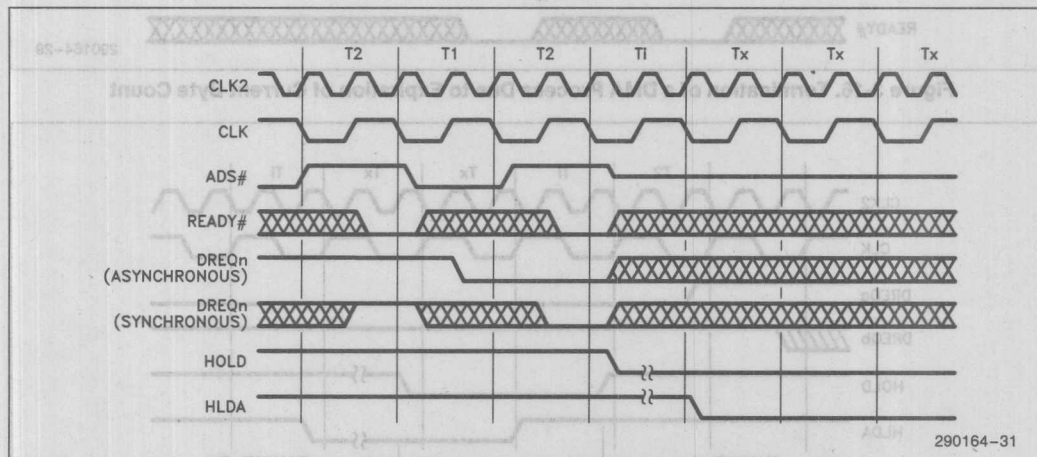 T2 T1 T2 Ti Tx Tx Tx
CLK2
CLK
ADS#
READY#
DREQn
(ASYNCHRONOUS)
DREQn
(SYNCHRONOUS)
HOLD
HLDA
290164-31